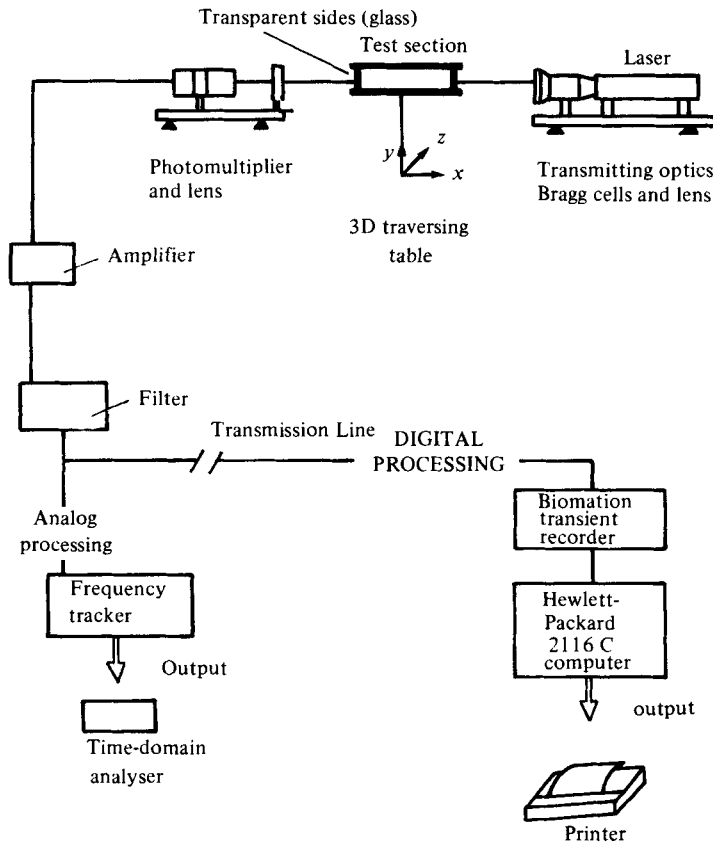 Transparent sides (glass)
Test section
Laser
Photomultiplier
and lens
y
z
x
Transmitting optics
Bragg cells and lens
3D traversing
table
Amplifier
Filter
Transmission Line
DIGITAL
PROCESSING
Analog
processing
Biomation
transient
recorder
Frequency
tracker
Hewlett-
Packard
2116 C
computer
Output
output
Time-domain
analyser
Printer